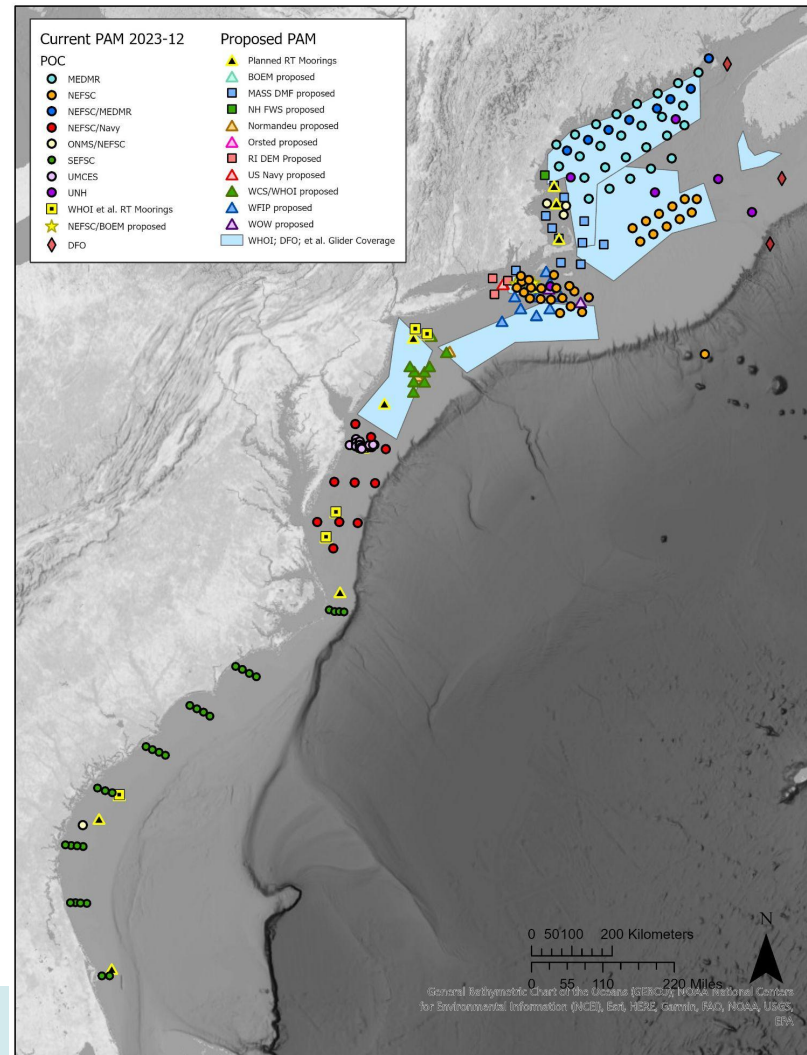 Current PAM 2023-12
POC
MEDMR
NEFSC
NEFSC/MEDMR
NEFSC/Navy
ONMS/NEFSC
SEFSC
UMCES
UNH
WHOI et al. RT Moorings
NEFSC/BOEM proposed
DFO
Proposed PAM
Planned RT Moorings
BOEM proposed
MASS DMF proposed
NH FWS proposed
Normandeu proposed
Orsted proposed
RI DEM Proposed
US Navy proposed
WCS/WHOI proposed
WFIP proposed
WOW proposed
WHOI; DFO; et al. Glider Coverage
0 50100 200 Kilometers
0 55 110 220 Miles
N
General Bathymetric Chart of the Oceans (GEBCO); NOAA National Centers
for Environmental Information (NCEI), Esri, HERE, Garmin, FAO, NOAA, USGS,
EPA